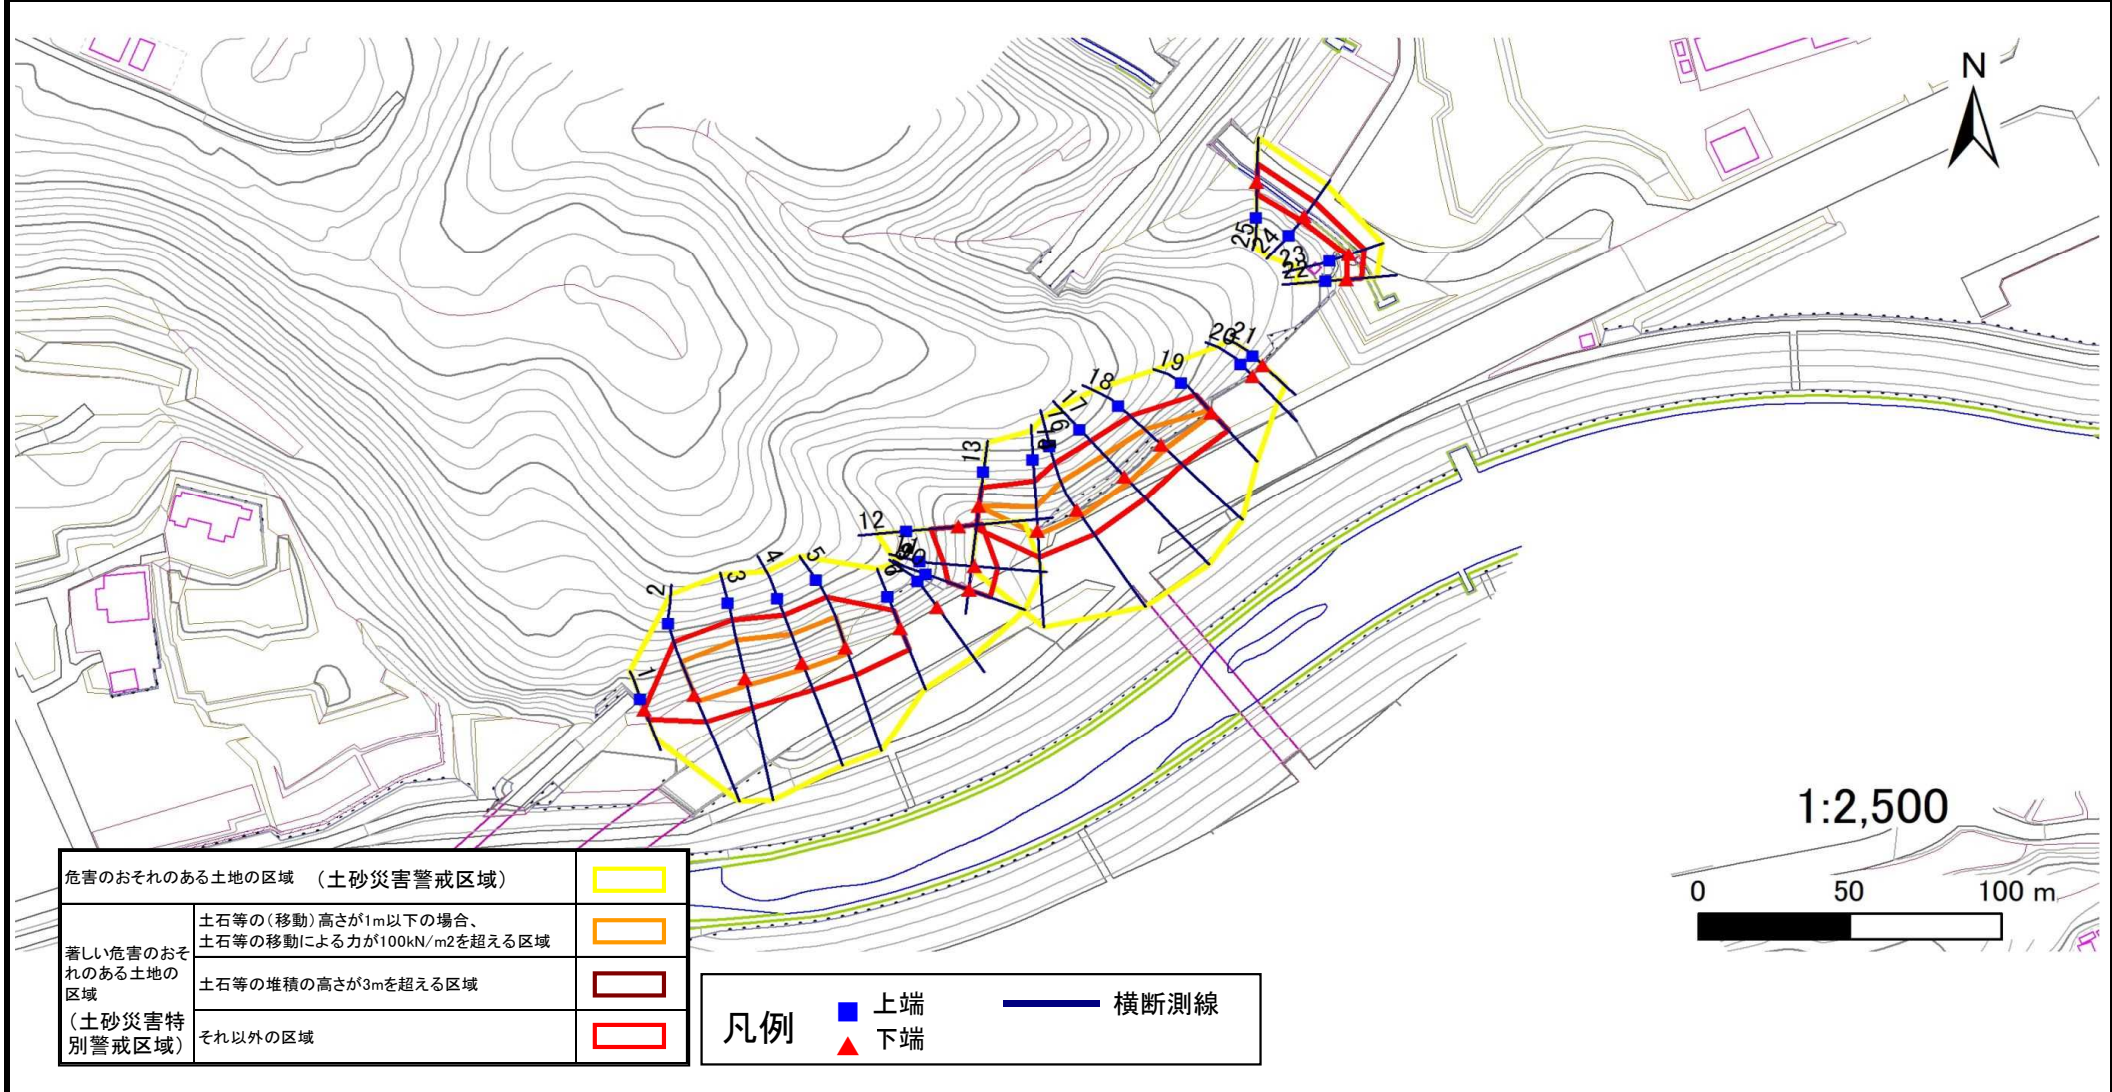 N
25
24
23
22
21
20
19
18
17
16
13
12
5
4
3
2
1
1:2,500
0 50 100 m
危害のおそれのある土地の区域 （土砂災害警戒区域）
著しい危害のおそ
れのある土地の
区域
（土砂災害特
別警戒区域）
土石等の（移動）高さが1m以下の場合、
土石等の移動による力が100kN/m2を超える区域
土石等の堆積の高さが3mを超える区域
それ以外の区域
凡例
上端
下端
横断測線